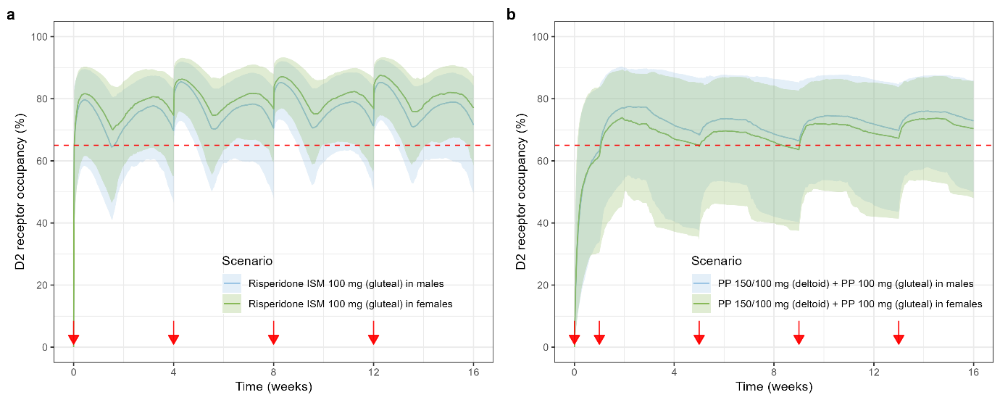 a
D2 receptor occupancy (%)
100
80
60
40
20
0
Scenario
Risperidone ISM 100 mg (gluteal) in males
Risperidone ISM 100 mg (gluteal) in females
0 4 8 12 16
Time (weeks)
b
D2 receptor occupancy (%)
100
80
60
40
20
0
Scenario
PP 150/100 mg (deltoid) + PP 100 mg (gluteal) in males
PP 150/100 mg (deltoid) + PP 100 mg (gluteal) in females
0 4 8 12 16
Time (weeks)